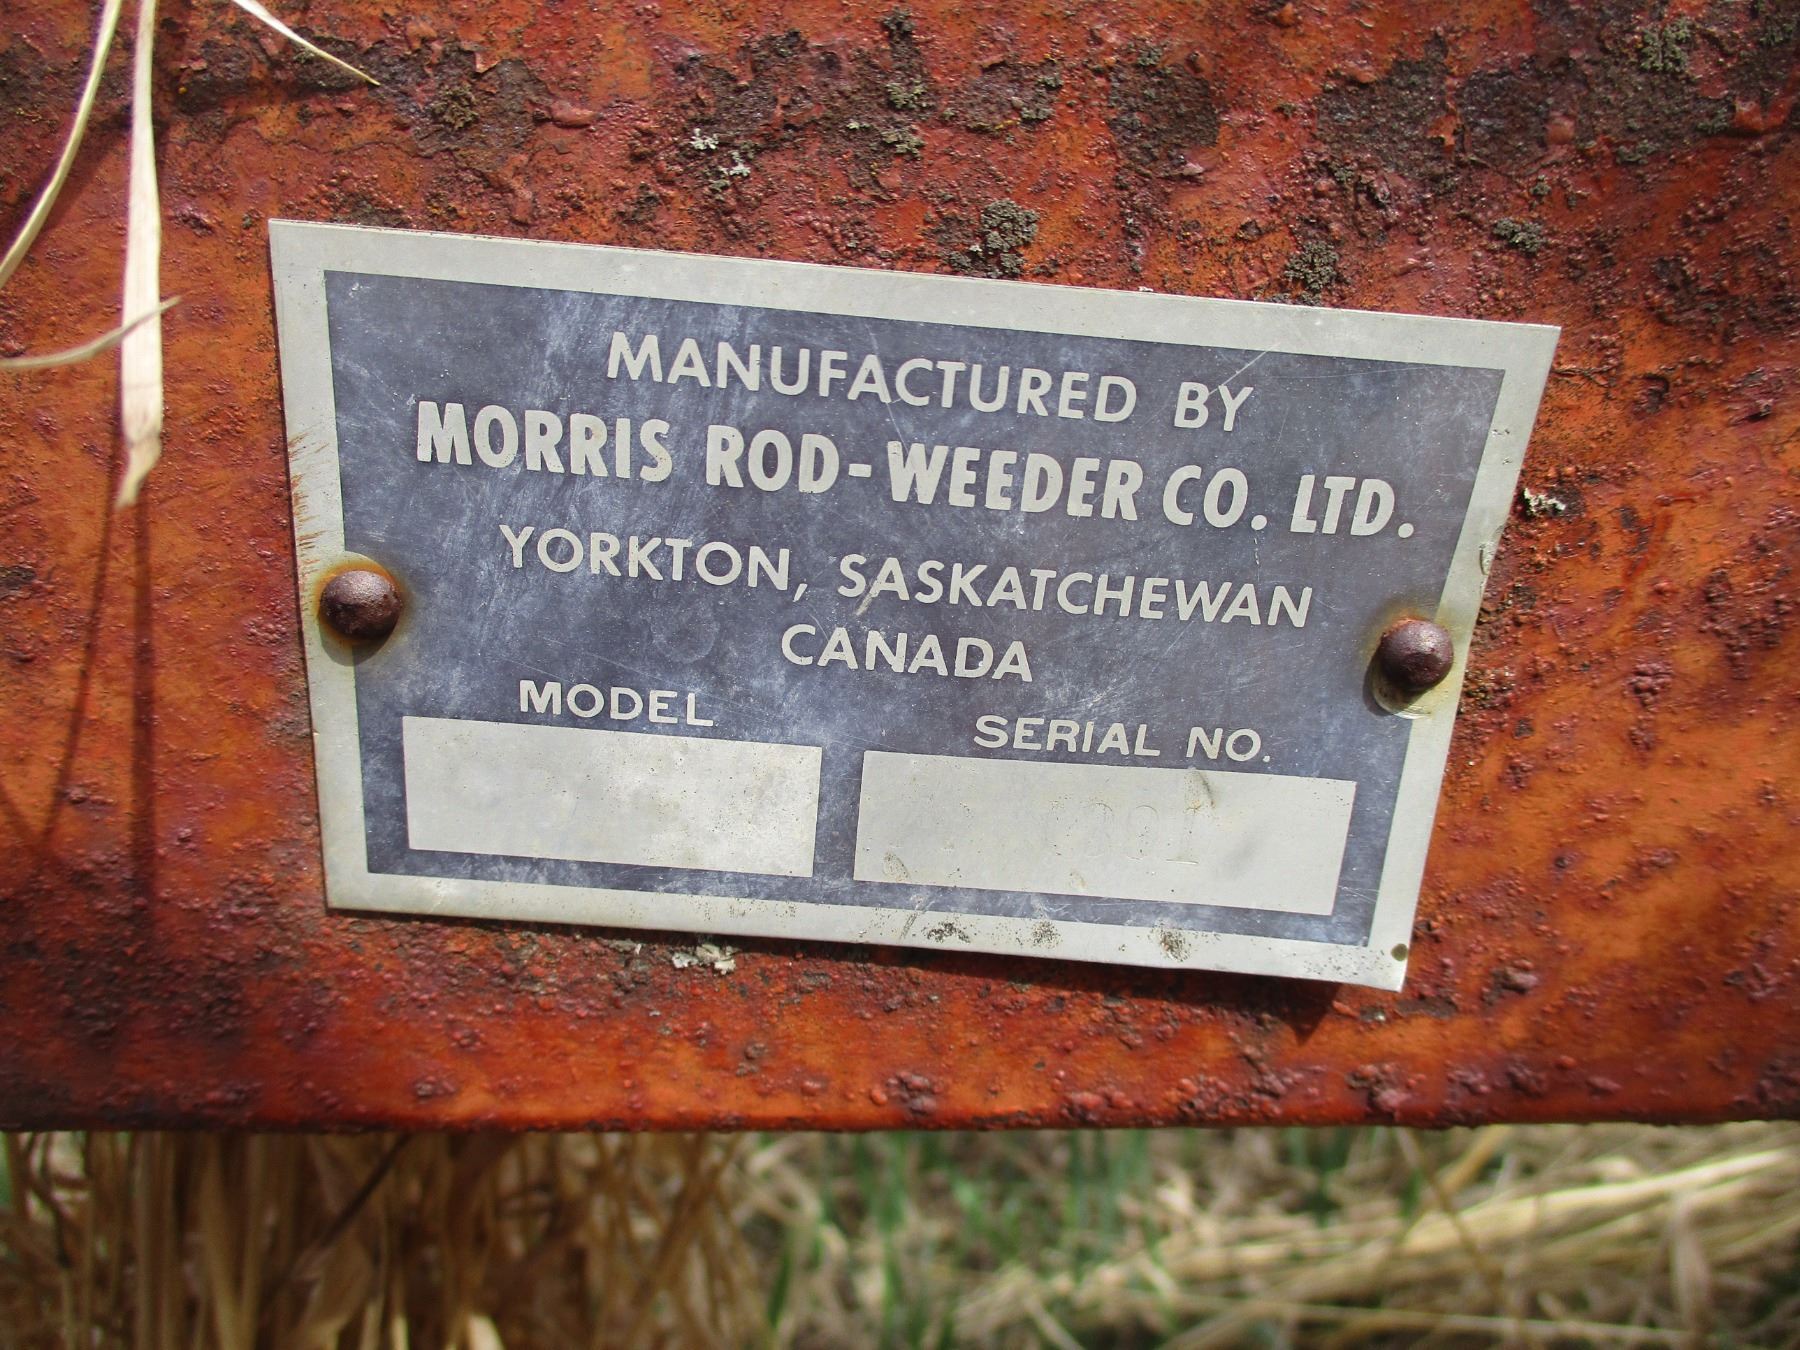 MANUFACTURED BY
MORRIS ROD-WEEDER CO. LTD.
YORKTON, SASKATCHEWAN
CANADA
MODEL
SERIAL NO.